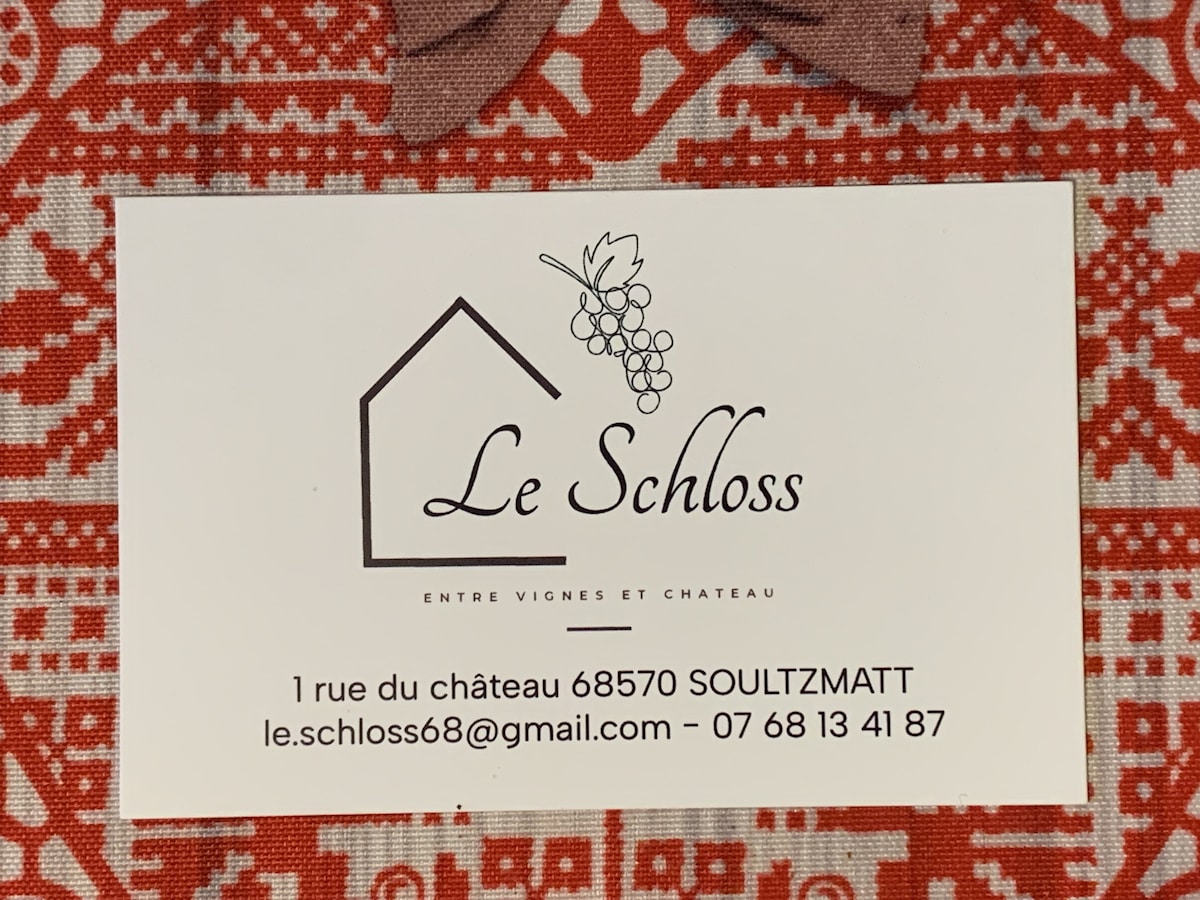 Le Schloss
ENTRE VIGNES ET CHATEAU
1 rue du château 68570 SOULTZMATT
le.schloss68@gmail.com - 07 68 13 41 87